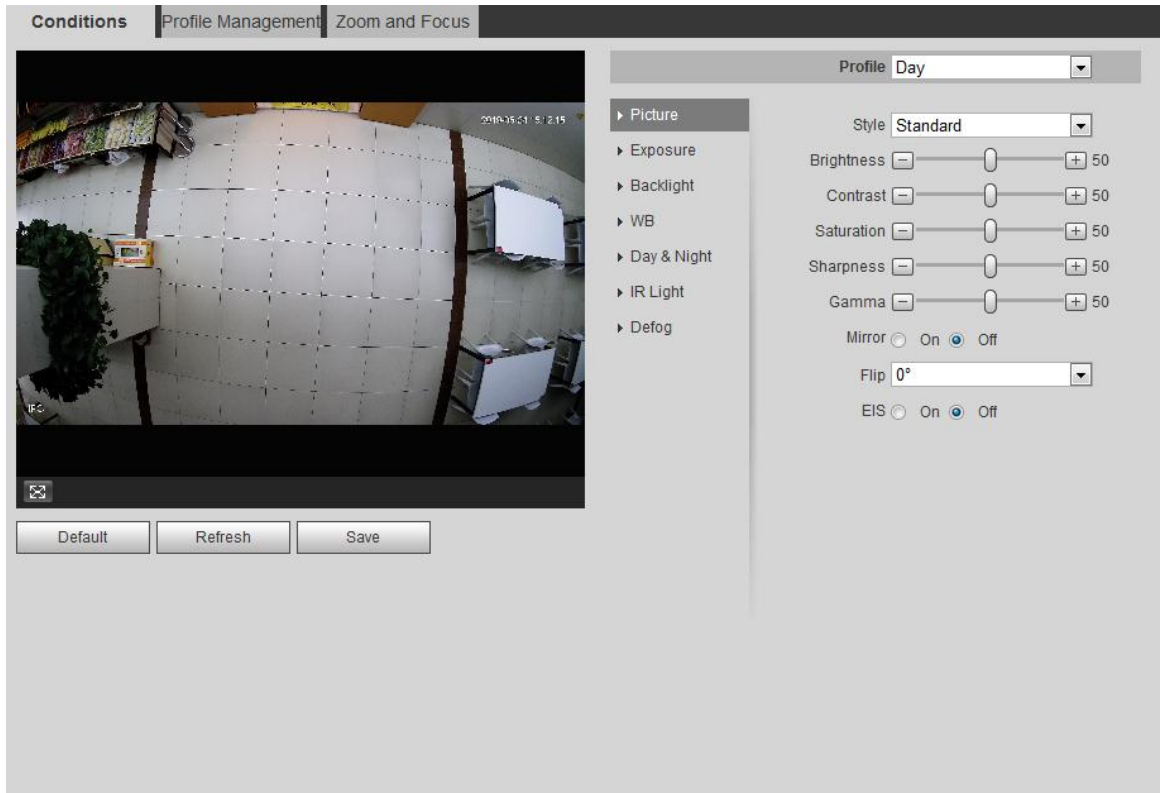 Conditions
Profile Management
Zoom and Focus
Profile Day
IPC
Default
Refresh
Save
Picture
Exposure
Backlight
WB
Day & Night
IR Light
Defog
Style Standard
Brightness 50
Contrast 50
Saturation 50
Sharpness 50
Gamma 50
Mirror On Off
Flip 0°
EIS On Off